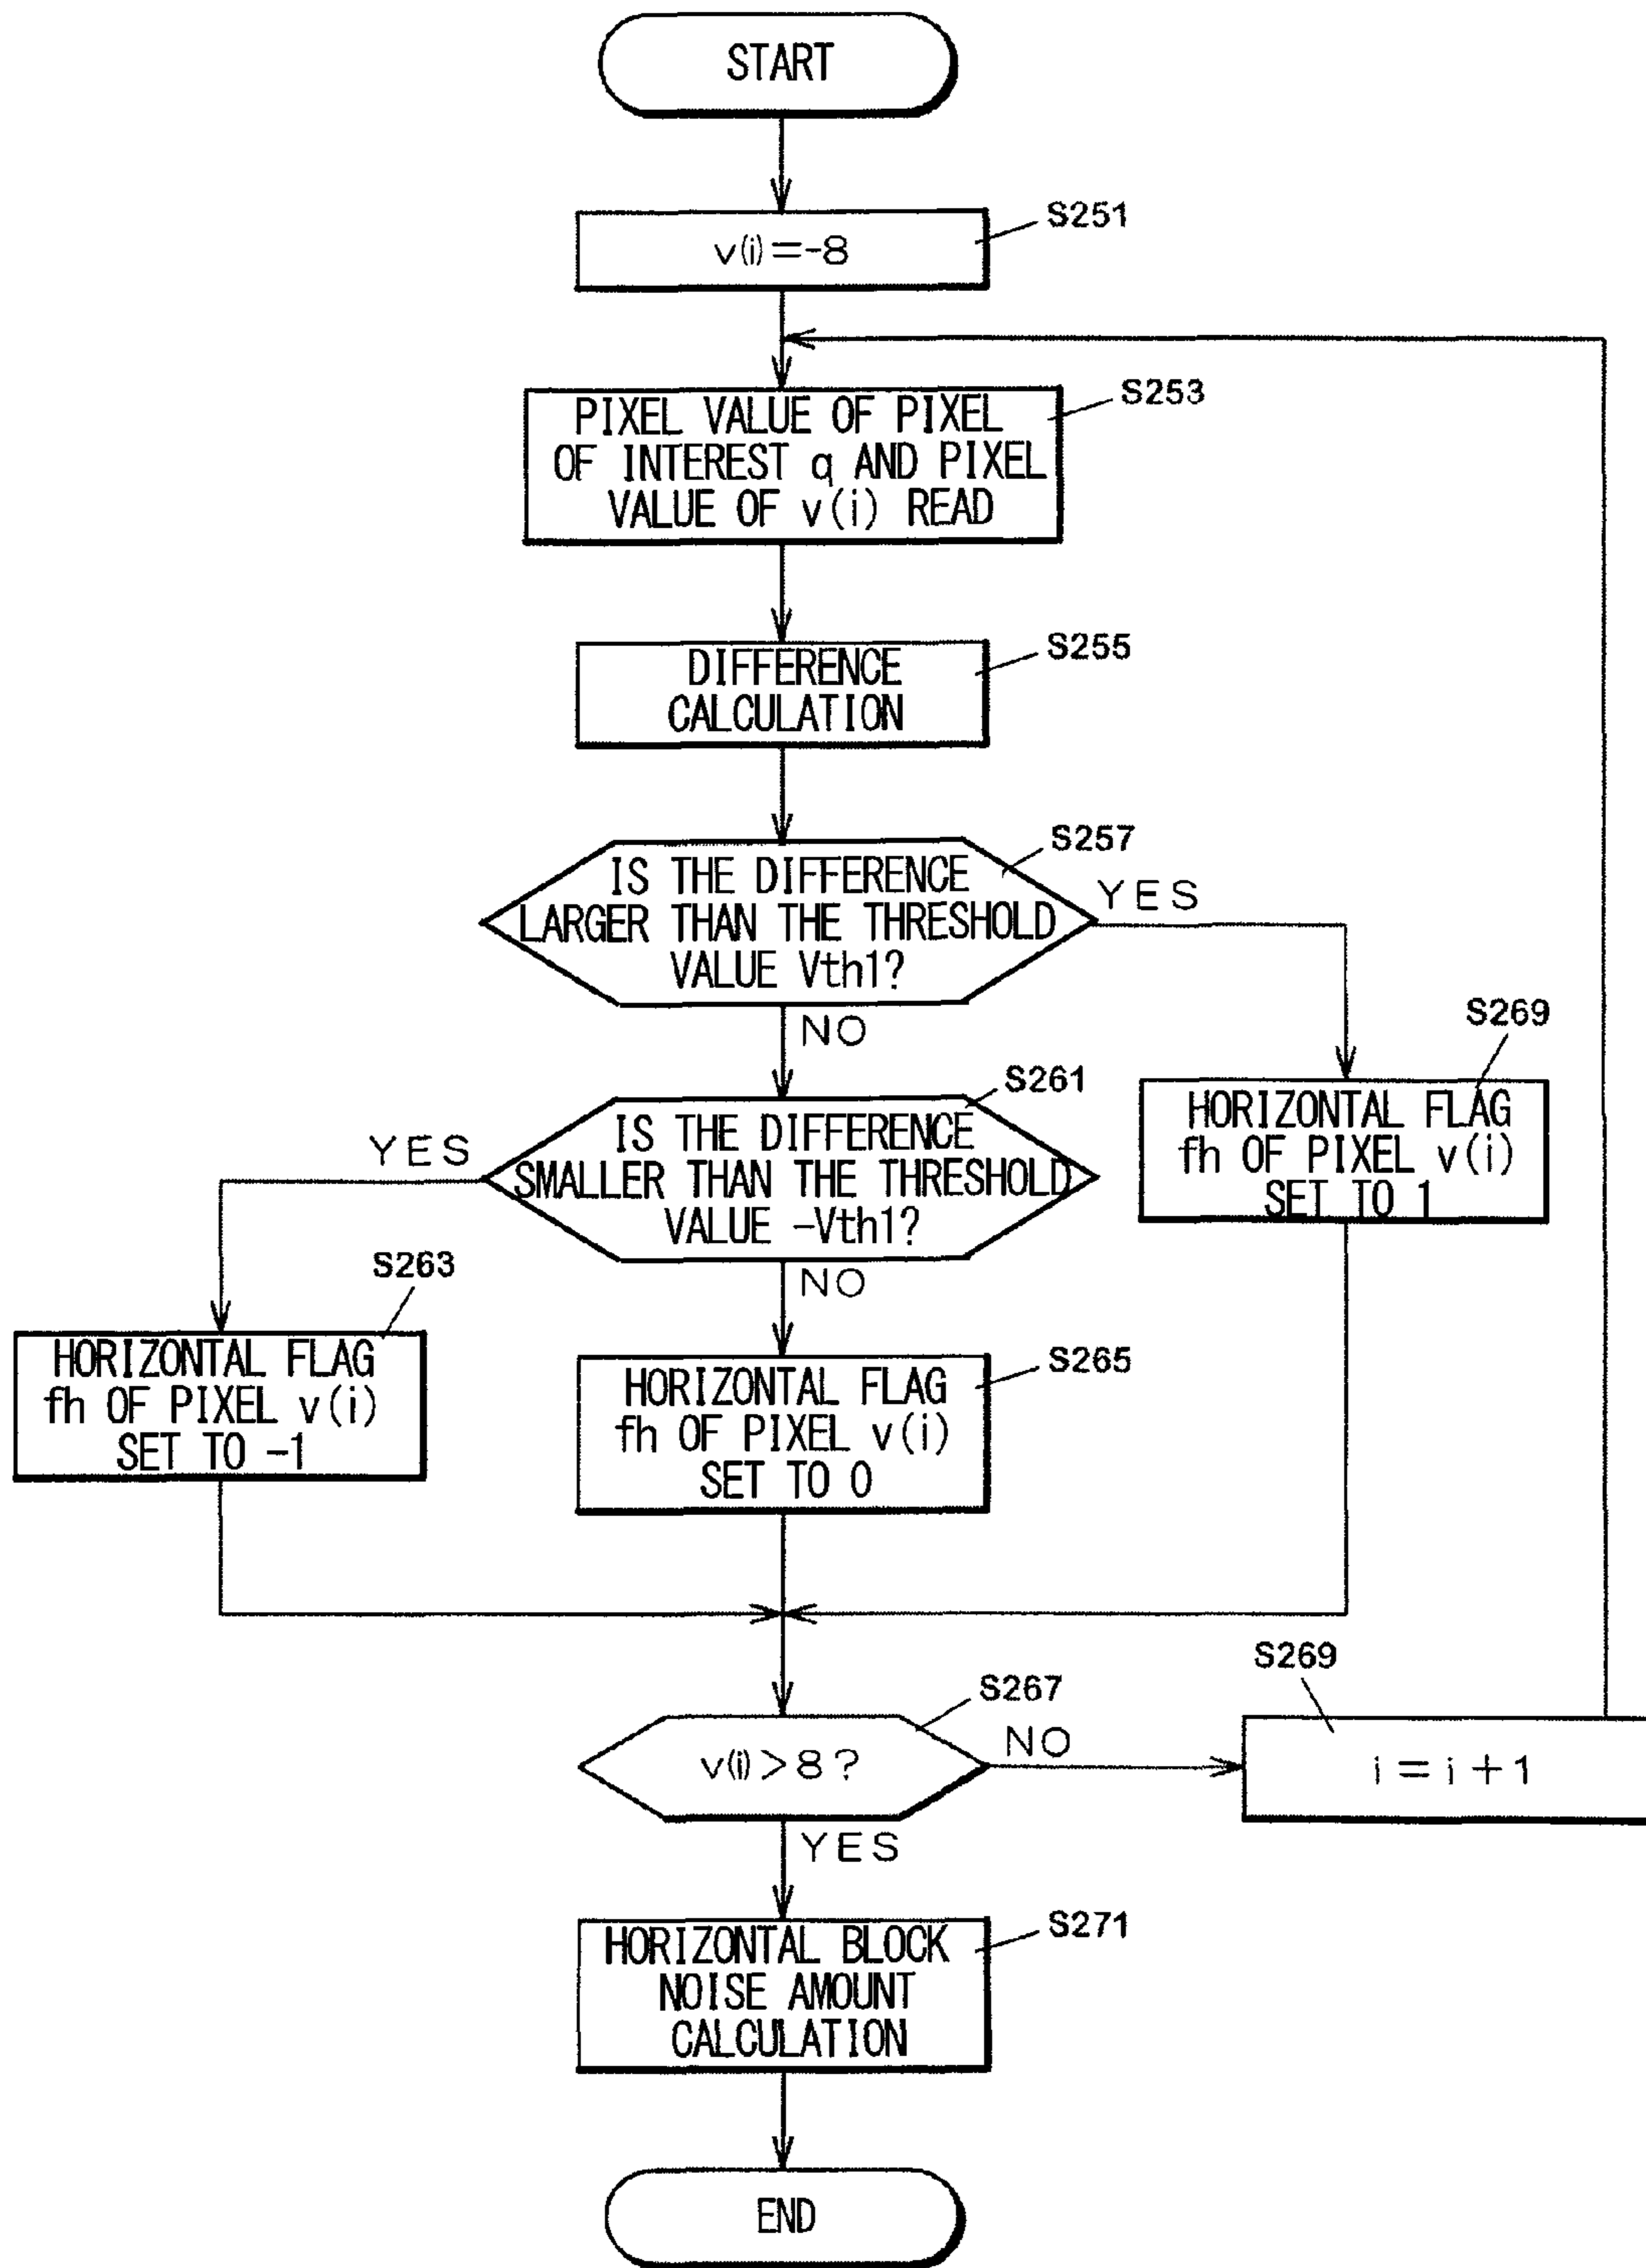 START
S251
v(i)=-8
S253
PIXEL VALUE OF PIXEL
OF INTEREST q AND PIXEL
VALUE OF v(i) READ
S255
DIFFERENCE
CALCULATION
S257
IS THE DIFFERENCE
LARGER THAN THE THRESHOLD
VALUE Vth1?
YES
NO
S269
HORIZONTAL FLAG
fh OF PIXEL v(i)
SET TO 1
S261
IS THE DIFFERENCE
SMALLER THAN THE THRESHOLD
VALUE -Vth1?
YES
NO
S263
HORIZONTAL FLAG
fh OF PIXEL v(i)
SET TO -1
S265
HORIZONTAL FLAG
fh OF PIXEL v(i)
SET TO 0
S267
v(i)>8?
NO
S269
i=i+1
YES
S271
HORIZONTAL BLOCK
NOISE AMOUNT
CALCULATION
END